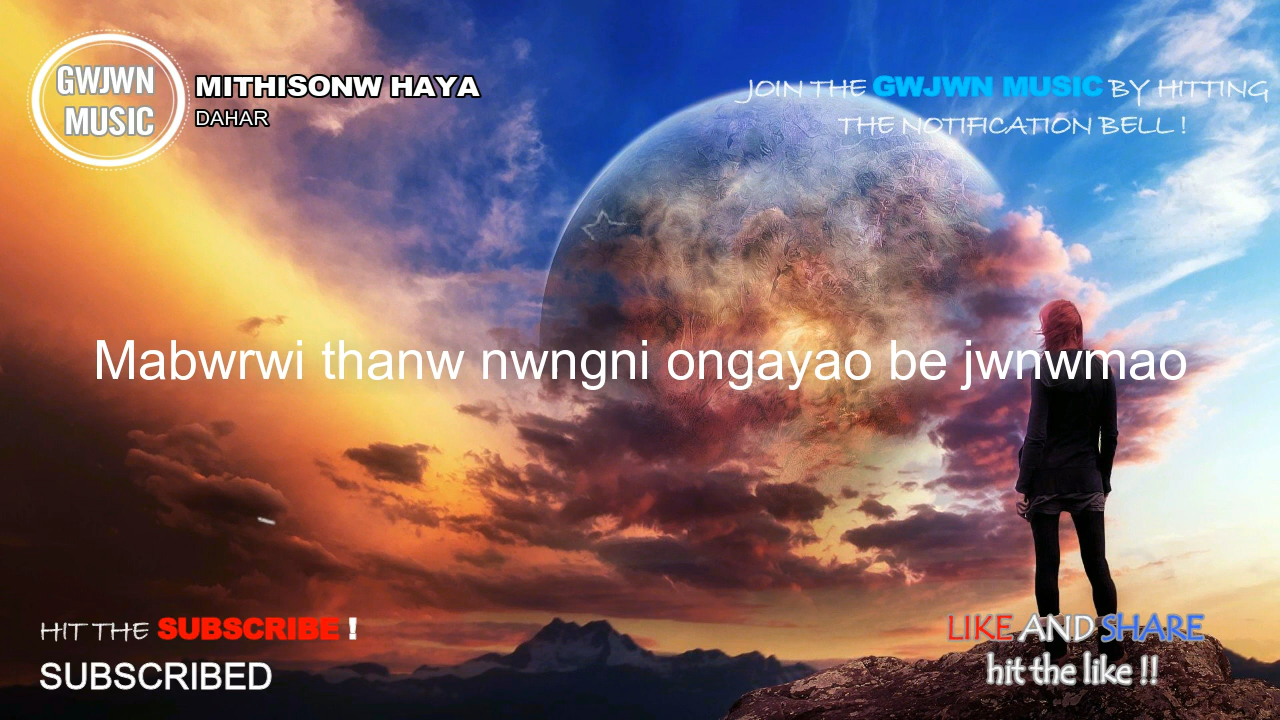 GWJWN
MUSIC
MITHISONW HAYA
DAHAR
JOIN THE GWJWN MUSIC BY HITTING
THE NOTIFICATION BELL !
Mabwrwi thanw nwngni ongayao be jwnwmao
HIT THE SUBSCRIBE !
SUBSCRIBED
LIKE AND SHARE
hit the like !!